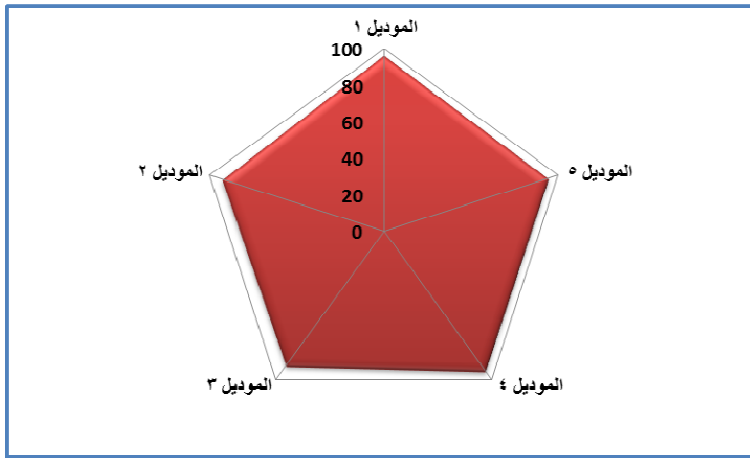 الموديل ١
100
80
60
40
20
0
الموديل ٢
الموديل ٥
الموديل ٣
الموديل ٤